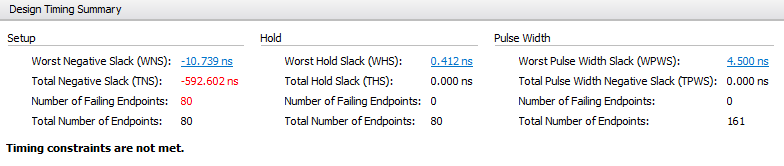 Design Timing Summary
Setup Hold Pulse Width
Worst Negative Slack (WNS): -10.739 ns Worst Hold Slack (WHS): 0.412 ns Worst Pulse Width Slack (WPWS): 4.500 ns
Total Negative Slack (TNS): -592.602 ns Total Hold Slack (THS): 0.000 ns Total Pulse Width Negative Slack (TPWS): 0.000 ns
Number of Failing Endpoints: 80 Number of Failing Endpoints: 0 Number of Failing Endpoints: 0
Total Number of Endpoints: 80 Total Number of Endpoints: 80 Total Number of Endpoints: 161
Timing constraints are not met.